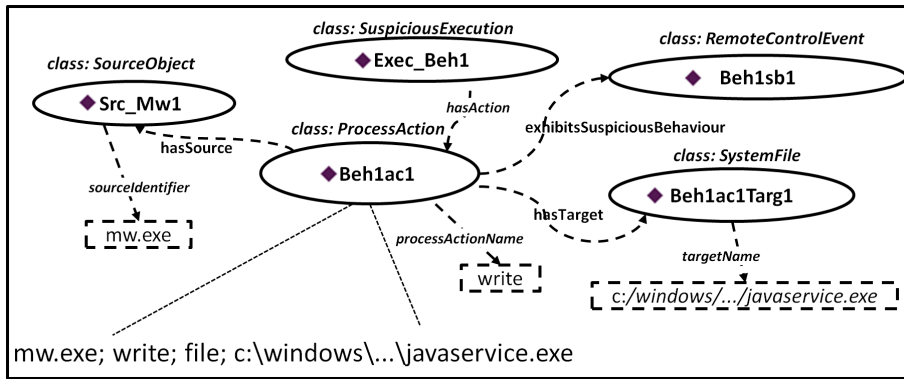 class: SuspiciousExecution
class: RemoteControlEvent
class: SourceObject
Exec_Beh1
Beh1sb1
Src_Mw1
hasAction
class: ProcessAction
exhibitsSuspiciousBehaviour
hasSource
class: SystemFile
Beh1ac1
sourceIdentifier
Beh1ac1Targ1
hasTarget
mw.exe
processActionName
targetName
write
c:/windows/.../javaservice.exe
mw.exe; write; file; c:\windows\...\javaservice.exe